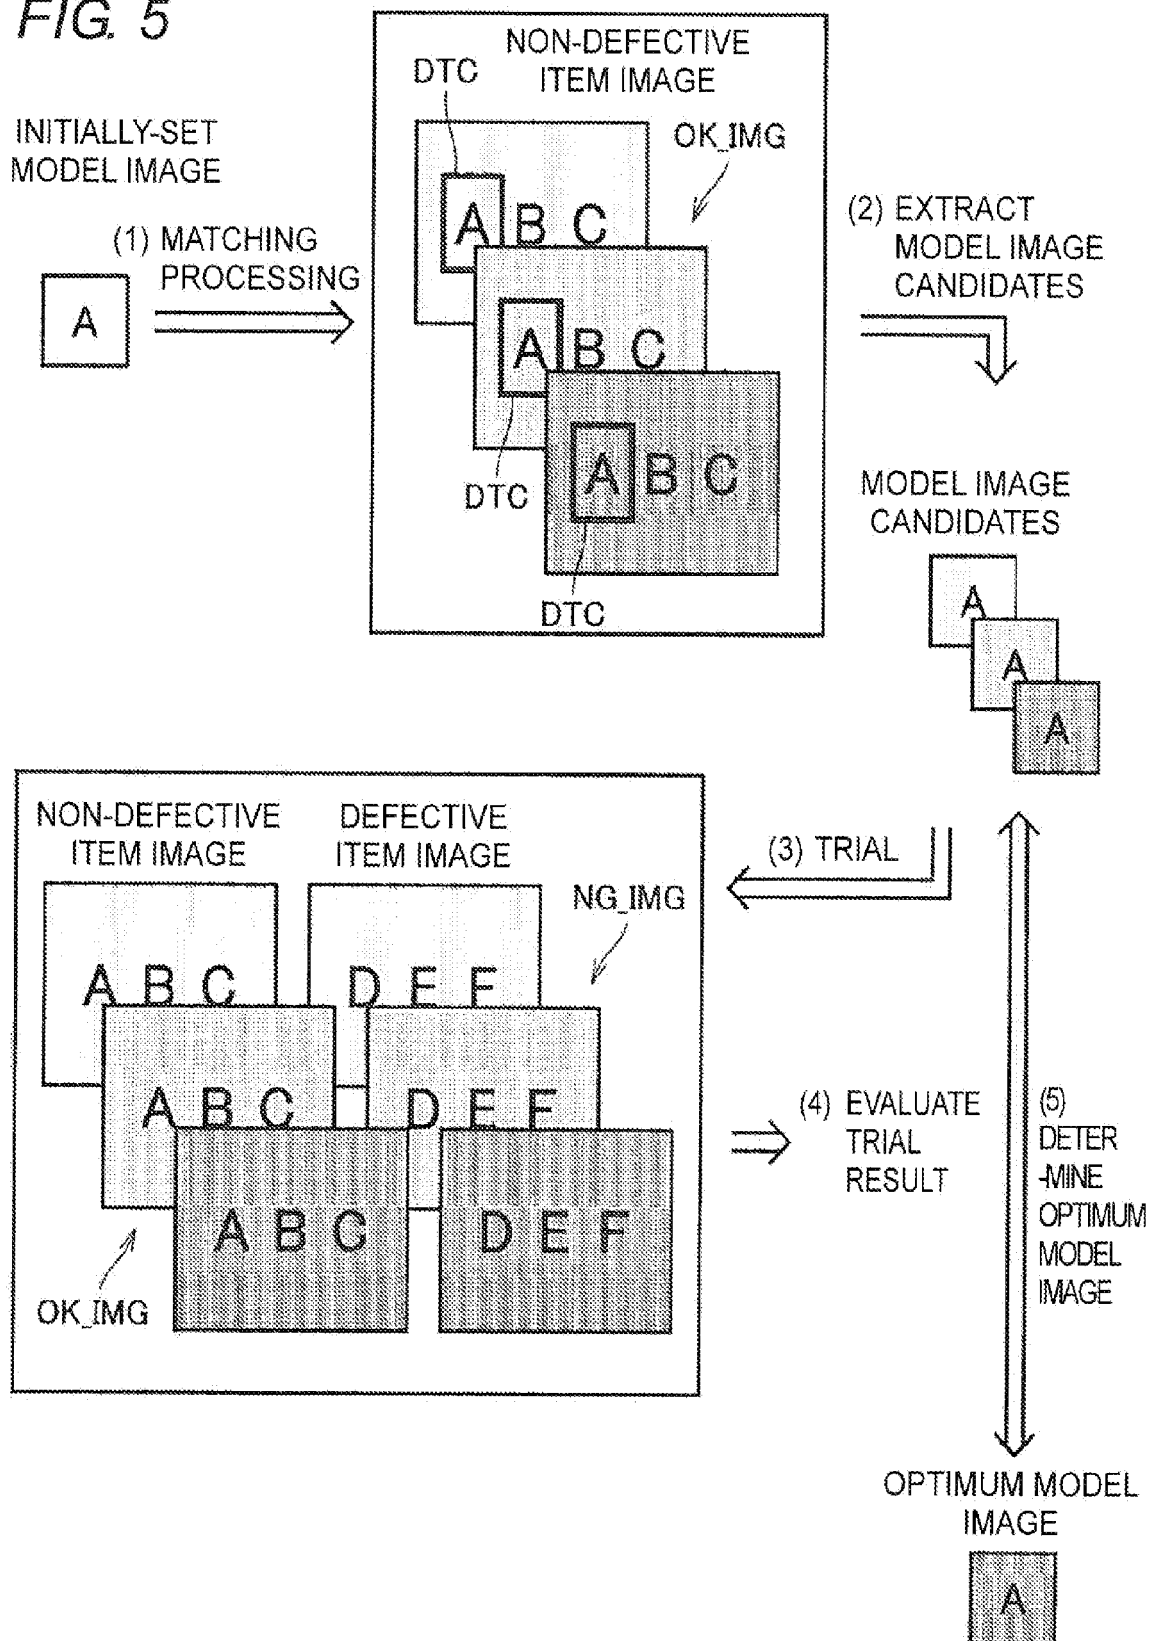 FIG. 5
INITIALLY-SET
MODEL IMAGE
(1) MATCHING
PROCESSING
A
NON-DEFECTIVE
ITEM IMAGE
DTC
OK_IMG
A B C
A B C
DTC
A B C
DTC
(2) EXTRACT
MODEL IMAGE
CANDIDATES
MODEL IMAGE
CANDIDATES
A
A
A
(3) TRIAL
NON-DEFECTIVE
ITEM IMAGE
DEFECTIVE
ITEM IMAGE
NG_IMG
A B C
D E F
A B C
D E F
A B C
D E F
OK_IMG
(4) EVALUATE
TRIAL
RESULT
(5)
DETER
-MINE
OPTIMUM
MODEL
IMAGE
OPTIMUM MODEL
IMAGE
A